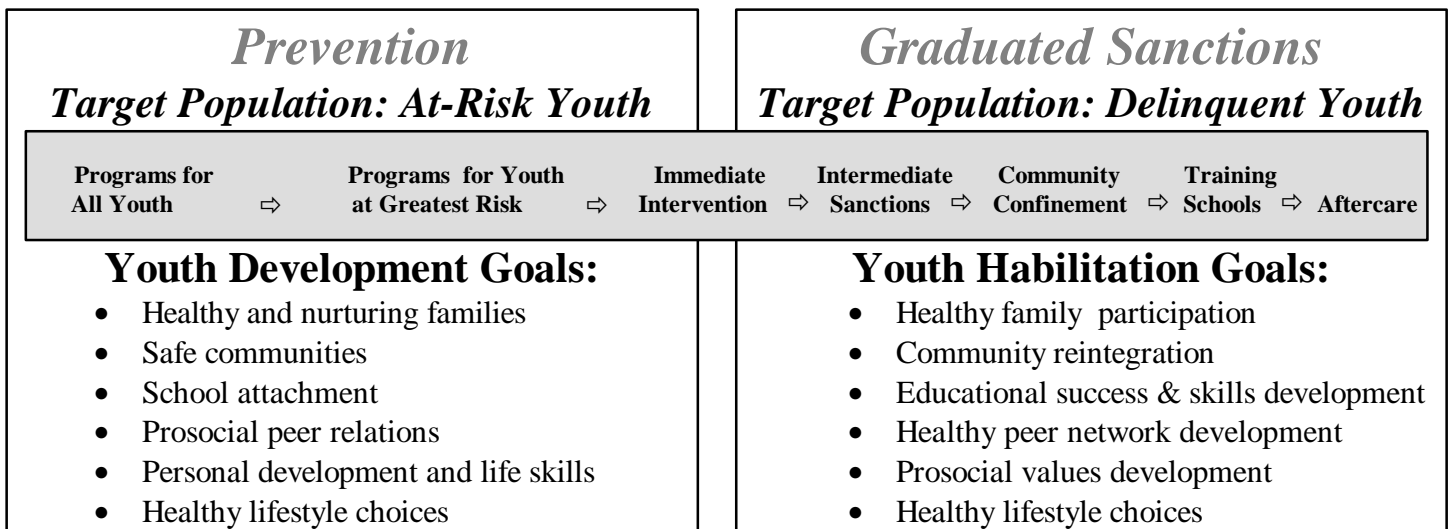 Prevention
Target Population: At-Risk Youth
Graduated Sanctions
Target Population: Delinquent Youth
Programs for All Youth ⇨ Programs for Youth at Greatest Risk ⇨ Immediate Intervention ⇨ Intermediate Sanctions ⇨ Community Confinement ⇨ Training Schools ⇨ Aftercare
Youth Development Goals:
• Healthy and nurturing families
• Safe communities
• School attachment
• Prosocial peer relations
• Personal development and life skills
• Healthy lifestyle choices
Youth Habilitation Goals:
• Healthy family participation
• Community reintegration
• Educational success & skills development
• Healthy peer network development
• Prosocial values development
• Healthy lifestyle choices